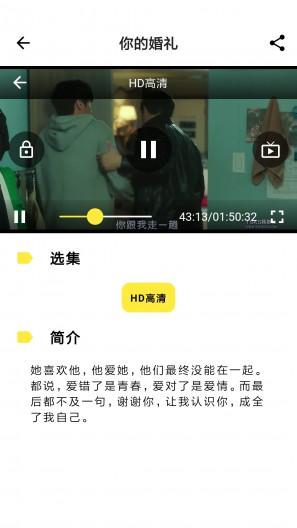 你的婚礼
HD高清
43:13/01:50:32
你跟我走一趟
选集
HD高清
简介
她喜欢他，他爱她，他们最终没能在一起。
都说，爱错了是青春，爱对了是爱情。而最
后都不及一句，谢谢你，让我认识你，成全
了我自己。